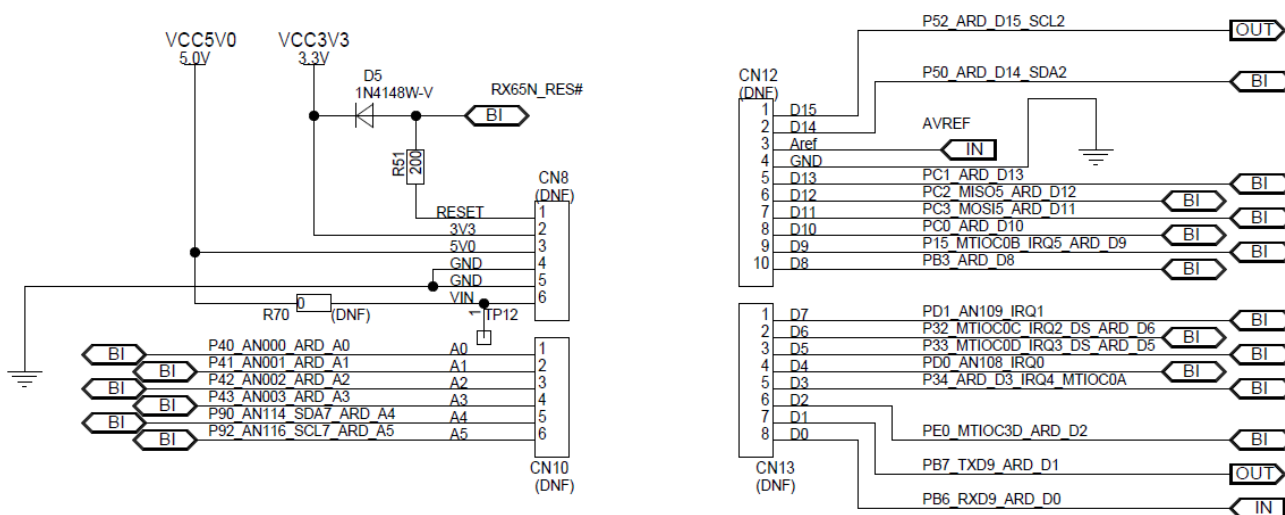 VCC5V0
5.0V
VCC3V3
3.3V
D5
1N4148W-V
RX65N_RES#
BI
R51
200
CN8
(DNF)
RESET 1
3V3 2
5V0 3
GND 4
GND 5
VIN 6
R70
0
(DNF)
1
TP12
BI P40_AN000_ARD_A0 A0 1
BI P41_AN001_ARD_A1 A1 2
BI P42_AN002_ARD_A2 A2 3
BI P43_AN003_ARD_A3 A3 4
BI P90_AN114_SDA7_ARD_A4 A4 5
BI P92_AN116_SCL7_ARD_A5 A5 6
CN10
(DNF)
P52_ARD_D15_SCL2 OUT
P50_ARD_D14_SDA2 BI
CN12
(DNF)
1 D15
2 D14
AVREF
3 Aref IN
4 GND
5 D13 PC1_ARD_D13 BI
6 D12 PC2_MISO5_ARD_D12 BI
7 D11 PC3_MOSI5_ARD_D11 BI
8 D10 PC0_ARD_D10 BI
9 D9 P15_MTIOC0B_IRQ5_ARD_D9 BI
10 D8 PB3_ARD_D8 BI
1 D7 PD1_AN109_IRQ1 BI
2 D6 P32_MTIOC0C_IRQ2_DS_ARD_D6 BI
3 D5 P33_MTIOC0D_IRQ3_DS_ARD_D5 BI
4 D4 PD0_AN108_IRQ0 BI
5 D3 P34_ARD_D3_IRQ4_MTIOC0A BI
6 D2
7 D1
8 D0
PE0_MTIOC3D_ARD_D2 BI
CN13
(DNF)
PB7_TXD9_ARD_D1 OUT
PB6_RXD9_ARD_D0 IN